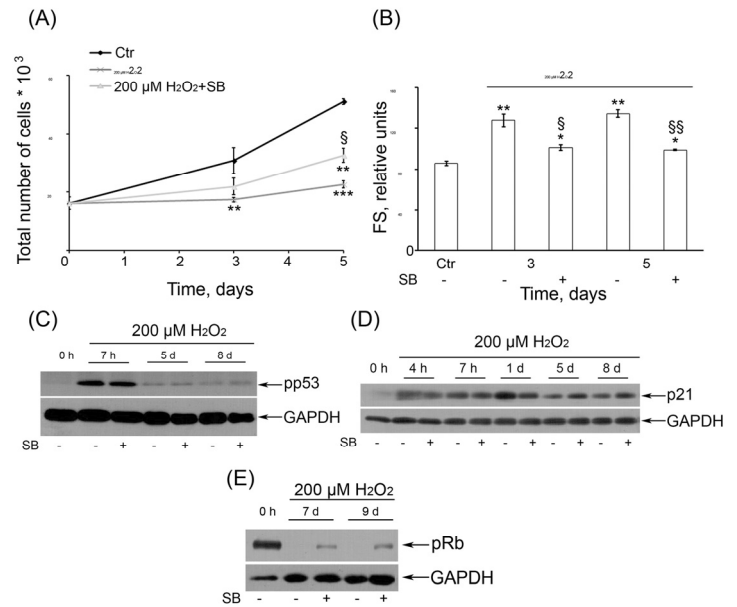 (A)
Total number of cells * 10³
Ctr
200 µM H₂O₂+SB
20
40
§
**
**
***
0 1 2 3 4 5
Time, days
(B)
FS, relative units
**
§
*
**
§§
*
0
Ctr 3 5
SB - - + - +
Time, days
(C)
200 µM H₂O₂
0 h 7 h 5 d 8 d
pp53
GAPDH
SB - - + - + - +
(D)
200 µM H₂O₂
0 h 4 h 7 h 1 d 5 d 8 d
p21
GAPDH
SB - - + - + - + - + - +
(E)
200 µM H₂O₂
0 h 7 d 9 d
pRb
GAPDH
SB - - + - +